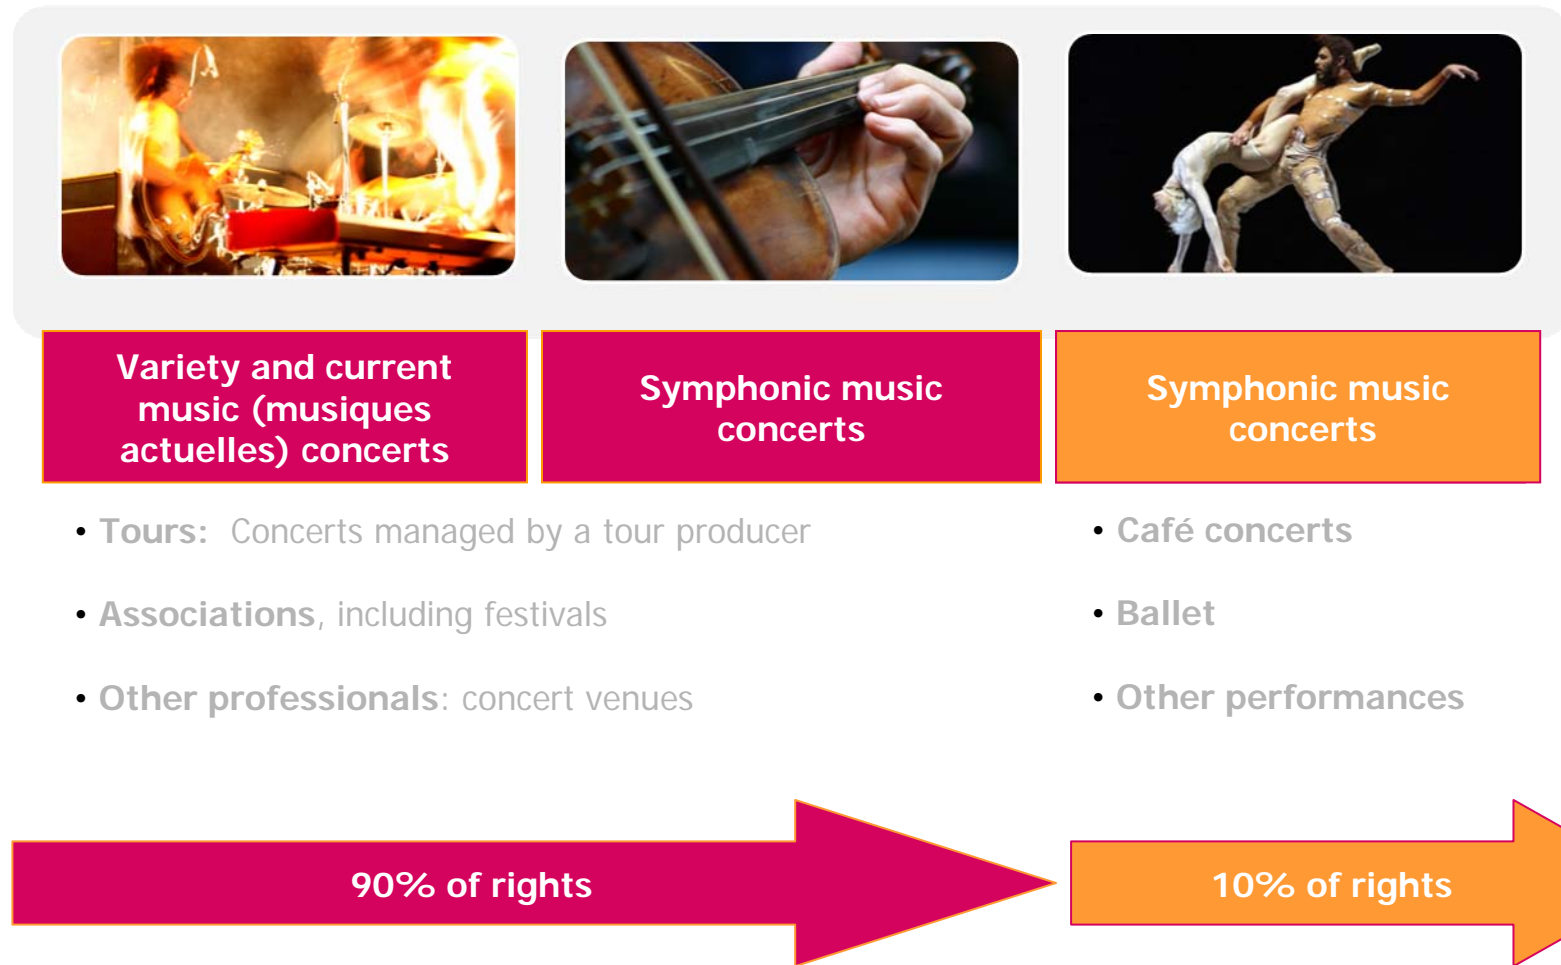 Variety and current
music (musiques
actuelles) concerts
Symphonic music
concerts
Symphonic music
concerts
• Tours: Concerts managed by a tour producer
• Associations, including festivals
• Other professionals: concert venues
• Café concerts
• Ballet
• Other performances
90% of rights
10% of rights